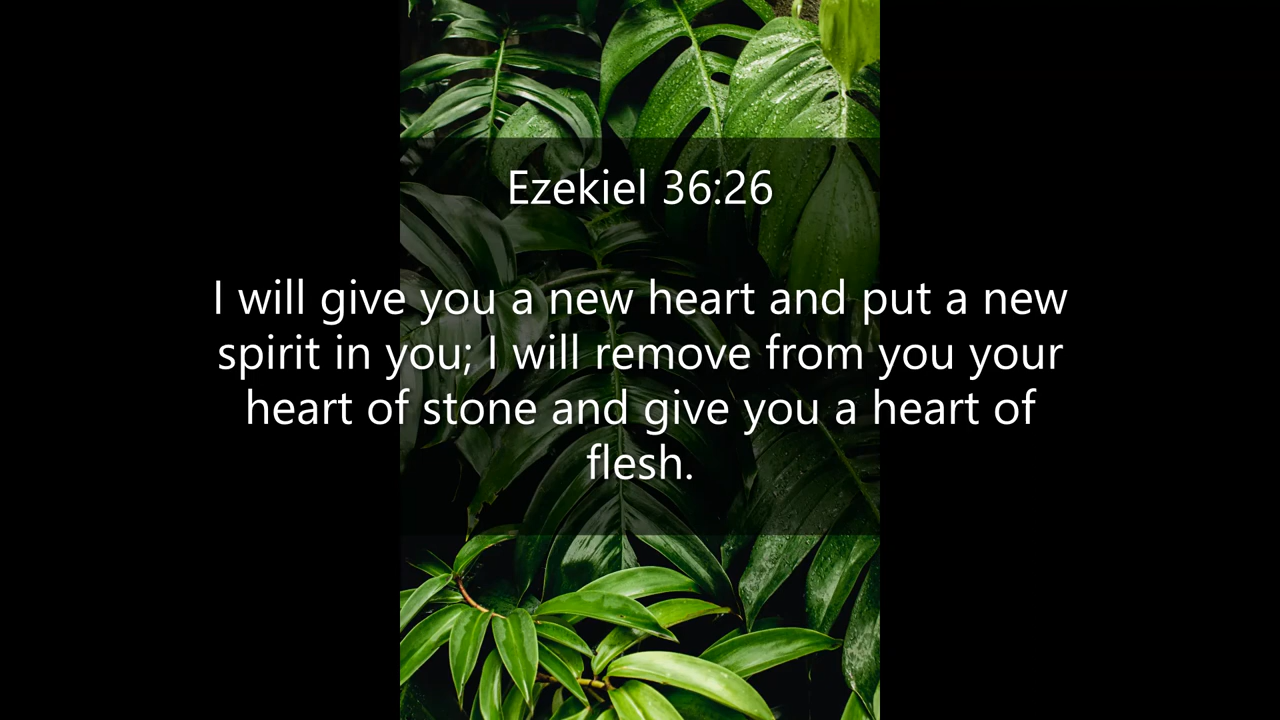 Ezekiel 36:26
I will give you a new heart and put a new
spirit in you; I will remove from you your
heart of stone and give you a heart of
flesh.